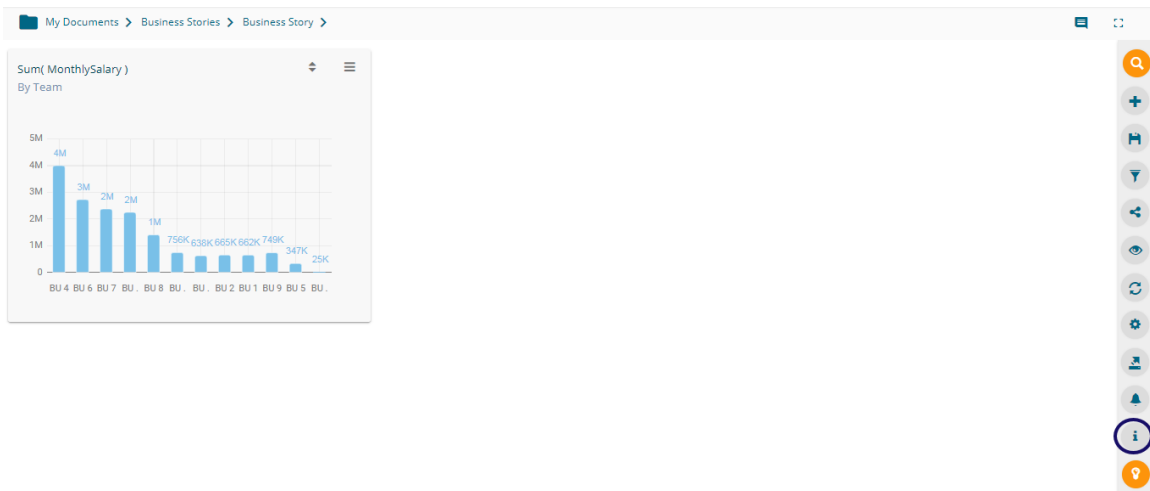 My Documents > Business Stories > Business Story >
Sum( MonthlySalary )
By Team
5M
4M
3M
2M
1M
0
4M 3M 2M 2M 1M 756K 638K 665K 662K 749K 347K 25K
BU 4 BU 6 BU 7 BU . BU 8 BU . BU . BU 2 BU 1 BU 9 BU 5 BU .